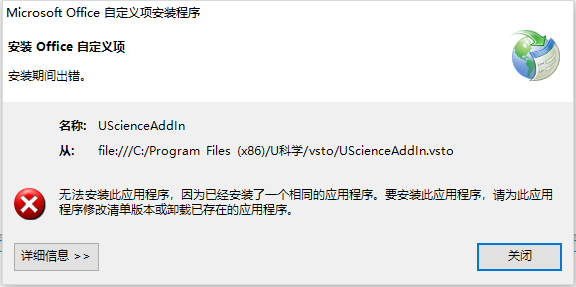 Microsoft Office 自定义项安装程序
安装 Office 自定义项
安装期间出错。
名称: UScienceAddIn
从: file:///C:/Program Files (x86)/U科学/vsto/UScienceAddIn.vsto
无法安装此应用程序，因为已经安装了一个相同的应用程序。要安装此应用程序，请为此应用
程序修改清单版本或卸载已存在的应用程序。
详细信息 >> 关闭